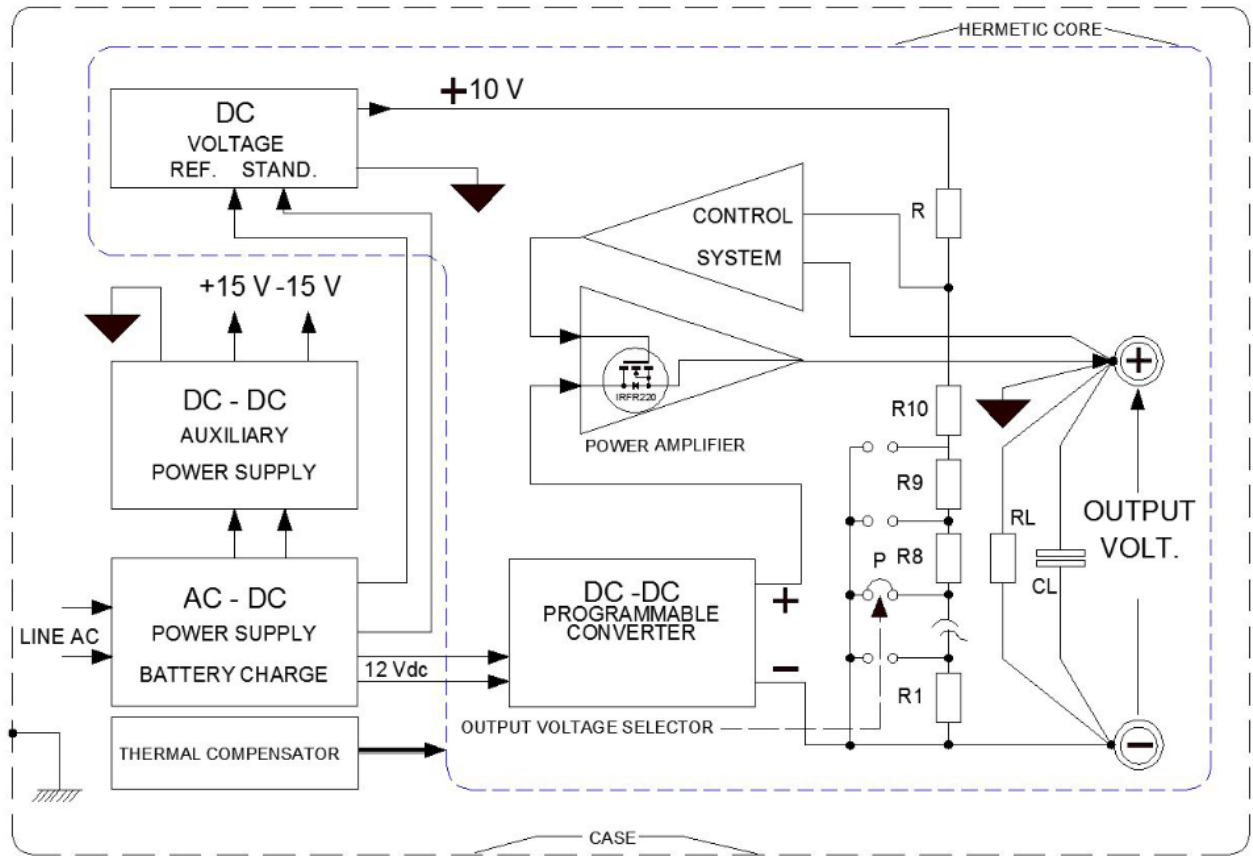 HERMETIC CORE
+10 V
DC
VOLTAGE
REF. STAND.
R
CONTROL
SYSTEM
+15 V -15 V
+
IRFR220
DC - DC
AUXILIARY
POWER SUPPLY
R10
POWER AMPLIFIER
R9
OUTPUT
VOLT.
RL
R8
P
CL
AC - DC
POWER SUPPLY
BATTERY CHARGE
LINE AC
DC -DC
PROGRAMMABLE
CONVERTER
+
−
12 Vdc
R1
OUTPUT VOLTAGE SELECTOR
−
THERMAL COMPENSATOR
CASE